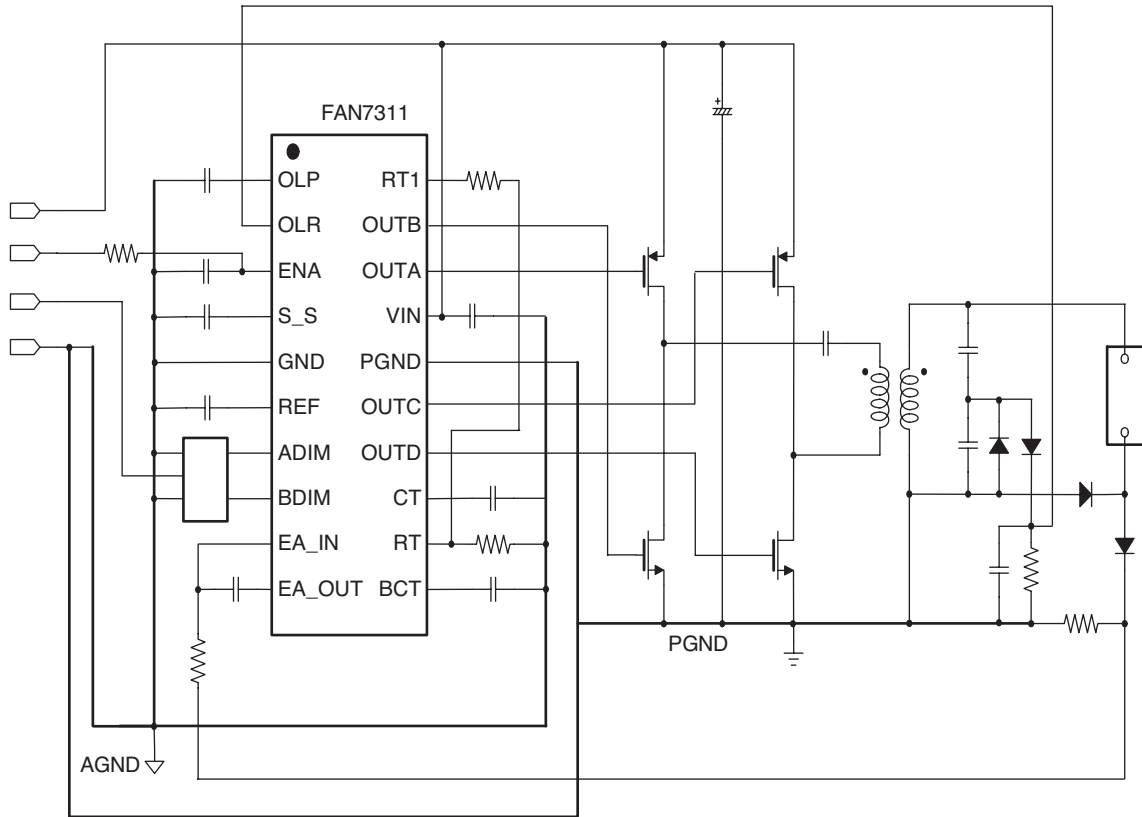 FAN7311
OLP RT1
OLR OUTB
ENA OUTA
S_S VIN
GND PGND
REF OUTC
ADIM OUTD
BDIM CT
EA_IN RT
EA_OUT BCT
PGND
AGND
+